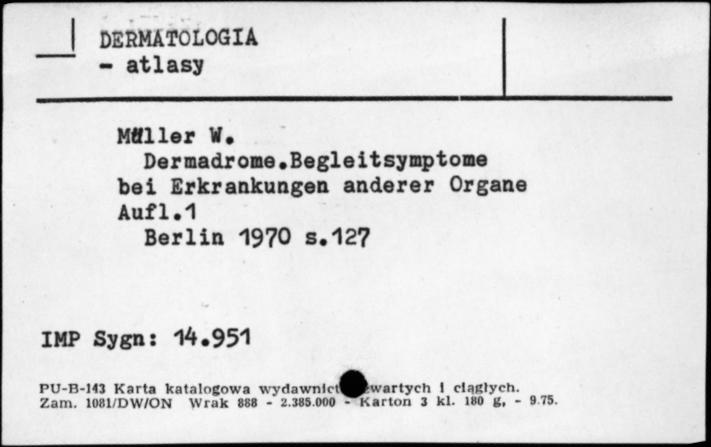 DERMATOLOGIA
- atlasy
Müller W.
Dermadrome.Begleitsymptome
bei Erkrankungen anderer Organe
Aufl.1
Berlin 1970 s.127
IMP Sygn: 14.951
PU-B-143 Karta katalogowa wydawnict wartych i ciągłych.
Zam. 1081/DW/ON Wrak 888 - 2.385.000 - Karton 3 kl. 180 g, - 9.75.